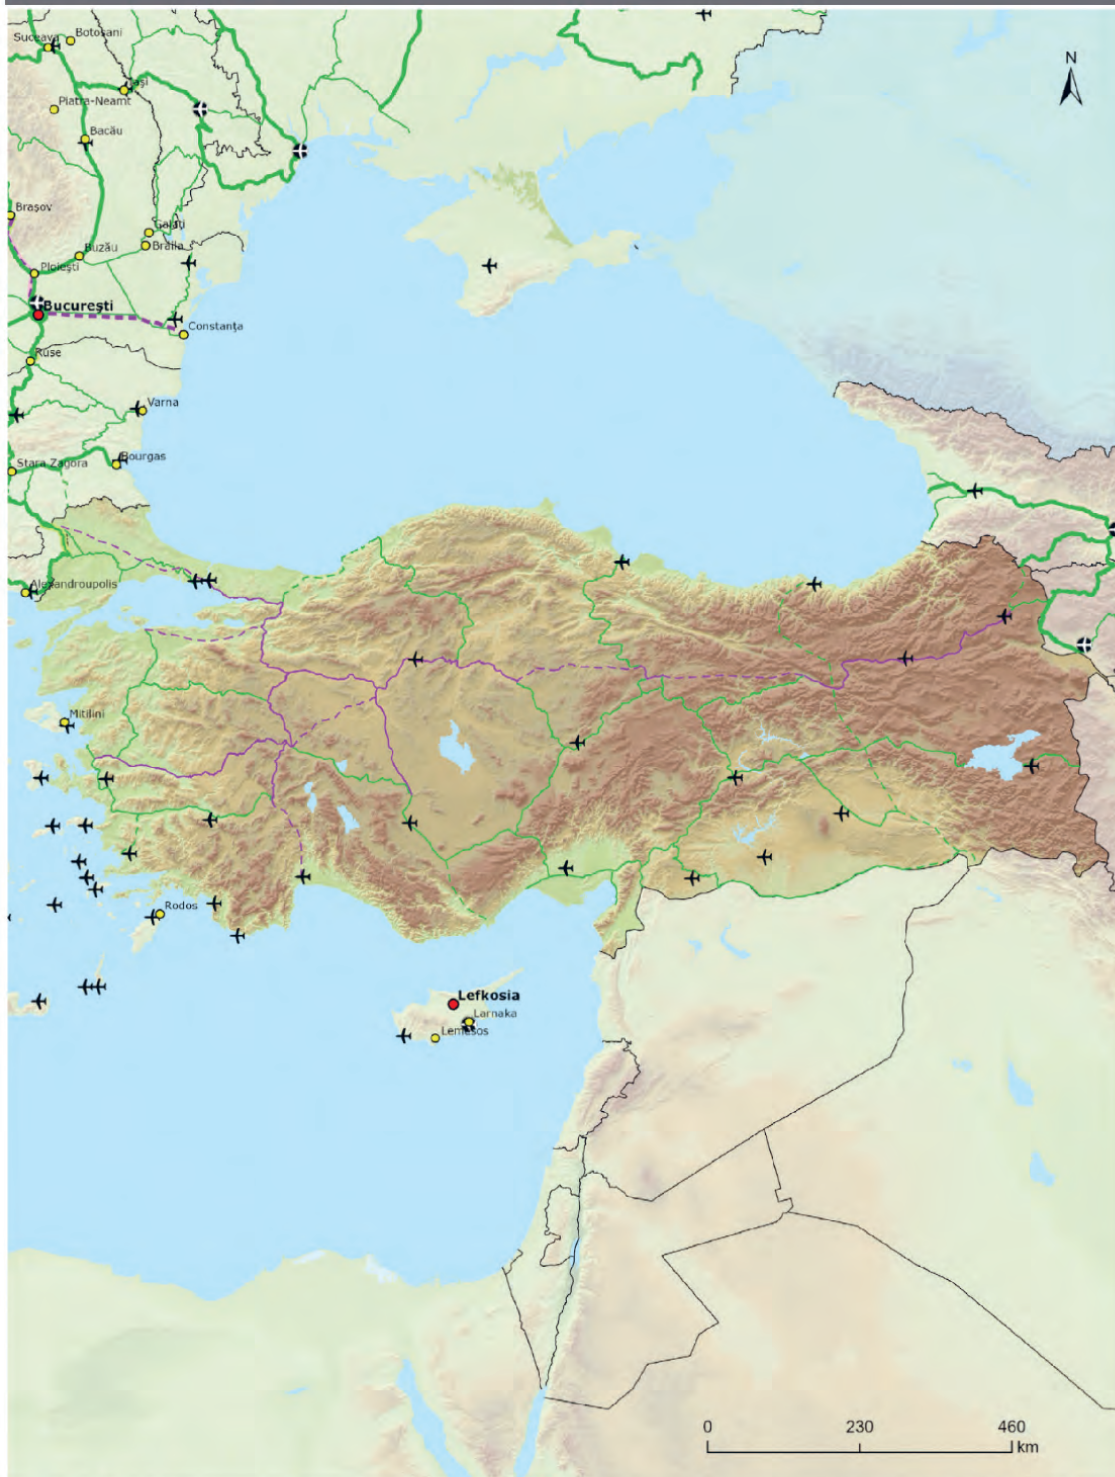 Suceava
Botoșani
N
Iași
Piatra-Neamț
Bacău
Brașov
Galați
Brăila
Buzău
Ploiești
București
Constanța
Ruse
Varna
Bourgas
Stara Zagora
Alexandroupolis
Mitilini
Rodos
Lefkosia
Larnaka
Lemesos
0 230 460
km